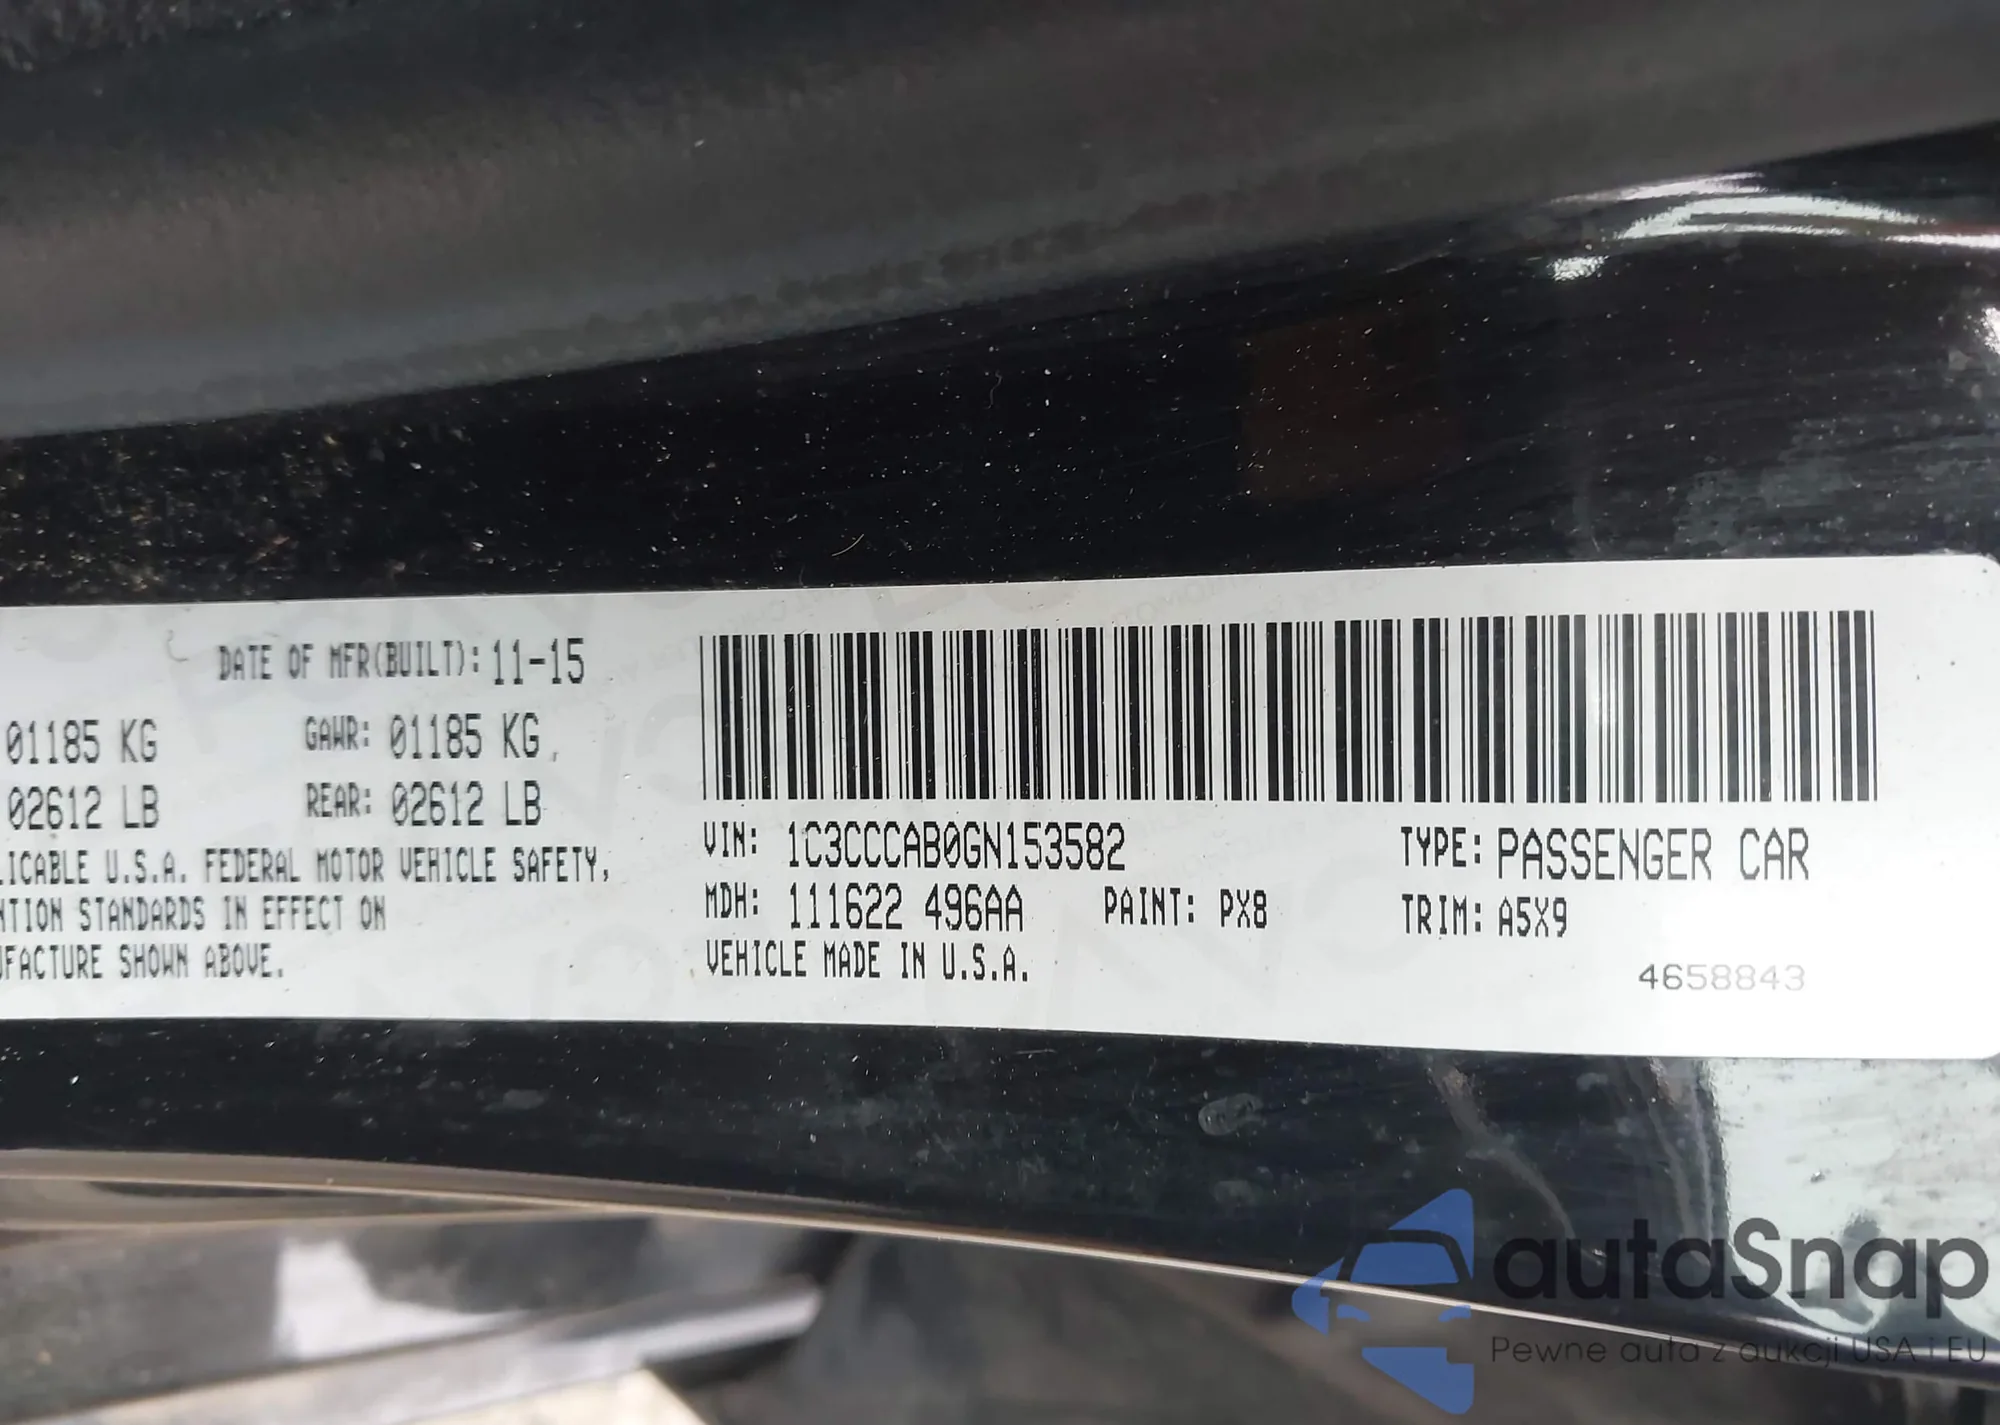 DATE OF MFR(BUILT): 11-15
01185 KG GAWR: 01185 KG
02612 LB REAR: 02612 LB
LICABLE U.S.A. FEDERAL MOTOR VEHICLE SAFETY,
NTION STANDARDS IN EFFECT ON
UFACTURE SHOWN ABOVE.
VIN: 1C3CCCAB0GN153582 TYPE: PASSENGER CAR
MDH: 111622 496AA PAINT: PX8 TRIM: A5X9
VEHICLE MADE IN U.S.A.
4658843
autaSnap
Pewne auta z aukcji USA i EU